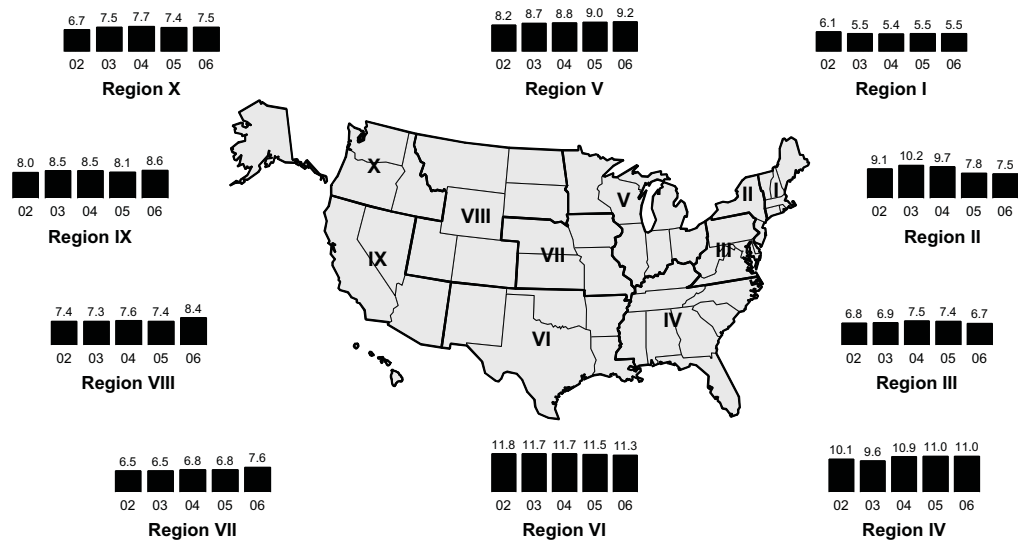 6.7 7.5 7.7 7.4 7.5
02 03 04 05 06
Region X
8.2 8.7 8.8 9.0 9.2
02 03 04 05 06
Region V
6.1 5.5 5.4 5.5 5.5
02 03 04 05 06
Region I
8.0 8.5 8.5 8.1 8.6
02 03 04 05 06
Region IX
9.1 10.2 9.7 7.8 7.5
02 03 04 05 06
Region II
X
VIII
V
II
I
IX
VII
III
VI
IV
7.4 7.3 7.6 7.4 8.4
02 03 04 05 06
Region VIII
6.8 6.9 7.5 7.4 6.7
02 03 04 05 06
Region III
6.5 6.5 6.8 6.8 7.6
02 03 04 05 06
Region VII
11.8 11.7 11.7 11.5 11.3
02 03 04 05 06
Region VI
10.1 9.6 10.9 11.0 11.0
02 03 04 05 06
Region IV